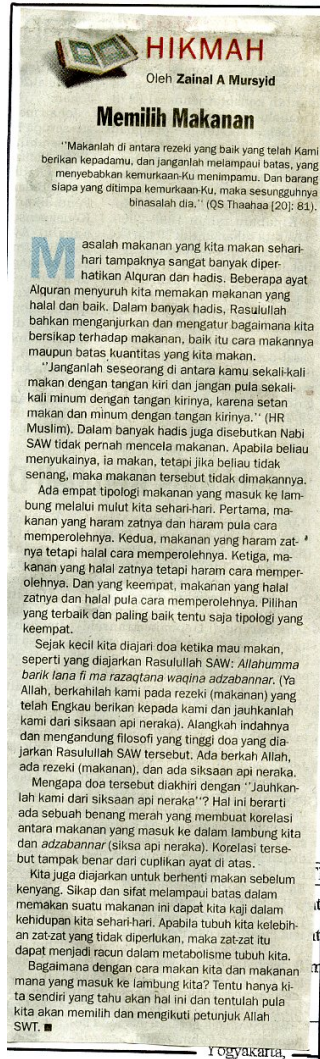 HIKMAH
Oleh Zainal A Mursyid
Memilih Makanan
"Makanlah di antara rezeki yang baik yang telah Kami
berikan kepadamu, dan janganlah melampaui batas, yang
menyebabkan kemurkaan-Ku menimpamu. Dan barang
siapa yang ditimpa kemurkaan-Ku, maka sesungguhnya
binasalah dia." (QS Thaahaa [20]: 81).
Masalah makanan yang kita makan sehari-
hari tampaknya sangat banyak diper-
hatikan Alquran dan hadis. Beberapa ayat
Alquran menyuruh kita memakan makanan yang
halal dan baik. Dalam banyak hadis, Rasulullah
bahkan menganjurkan dan mengatur bagaimana kita
bersikap terhadap makanan, baik itu cara makannya
maupun batas kuantitas yang kita makan.
"Janganlah seseorang di antara kamu sekali-kali
makan dengan tangan kiri dan jangan pula sekali-
kali minum dengan tangan kirinya, karena setan
makan dan minum dengan tangan kirinya." (HR
Muslim). Dalam banyak hadis juga disebutkan Nabi
SAW tidak pernah mencela makanan. Apabila beliau
menyukainya, ia makan, tetapi jika beliau tidak
senang, maka makanan tersebut tidak dimakannya.
Ada empat tipologi makanan yang masuk ke lam-
bung melalui mulut kita sehari-hari. Pertama, ma-
kanan yang haram zatnya dan haram pula cara
memperolehnya. Kedua, makanan yang haram zat-
nya tetapi halal cara memperolehnya. Ketiga, ma-
kanan yang halal zatnya tetapi haram cara memper-
olehnya. Dan yang keempat, makanan yang halal
zatnya dan halal pula cara memperolehnya. Pilihan
yang terbaik dan paling baik tentu saja tipologi yang
keempat.
Sejak kecil kita diajari doa ketika mau makan,
seperti yang diajarkan Rasulullah SAW: Allahumma
barik lana fi ma razaqtana waqina adzabannar. (Ya
Allah, berkahilah kami pada rezeki (makanan) yang
telah Engkau berikan kepada kami dan jauhkanlah
kami dari siksaan api neraka). Alangkah indahnya
dan mengandung filosofi yang tinggi doa yang dia-
jarkan Rasulullah SAW tersebut. Ada berkah Allah,
ada rezeki (makanan), dan ada siksaan api neraka.
Mengapa doa tersebut diakhiri dengan "Jauhkan-
lah kami dari siksaan api neraka"? Hal ini berarti
ada sebuah benang merah yang membuat korelasi
antara makanan yang masuk ke dalam lambung kita
dan adzabannar (siksa api neraka). Korelasi terse-
but tampak benar dari cuplikan ayat di atas.
Kita juga diajarkan untuk berhenti makan sebelum
kenyang. Sikap dan sifat melampaui batas dalam
memakan suatu makanan ini dapat kita kaji dalam
kehidupan kita sehari-hari. Apabila tubuh kita kelebih-
an zat-zat yang tidak diperlukan, maka zat-zat itu
dapat menjadi racun dalam metabolisme tubuh kita.
Bagaimana dengan cara makan kita dan makanan
mana yang masuk ke lambung kita? Tentu hanya ki-
ta sendiri yang tahu akan hal ini dan tentulah pula
kita akan memilih dan mengikuti petunjuk Allah
SWT. ■
Yogyakarta,